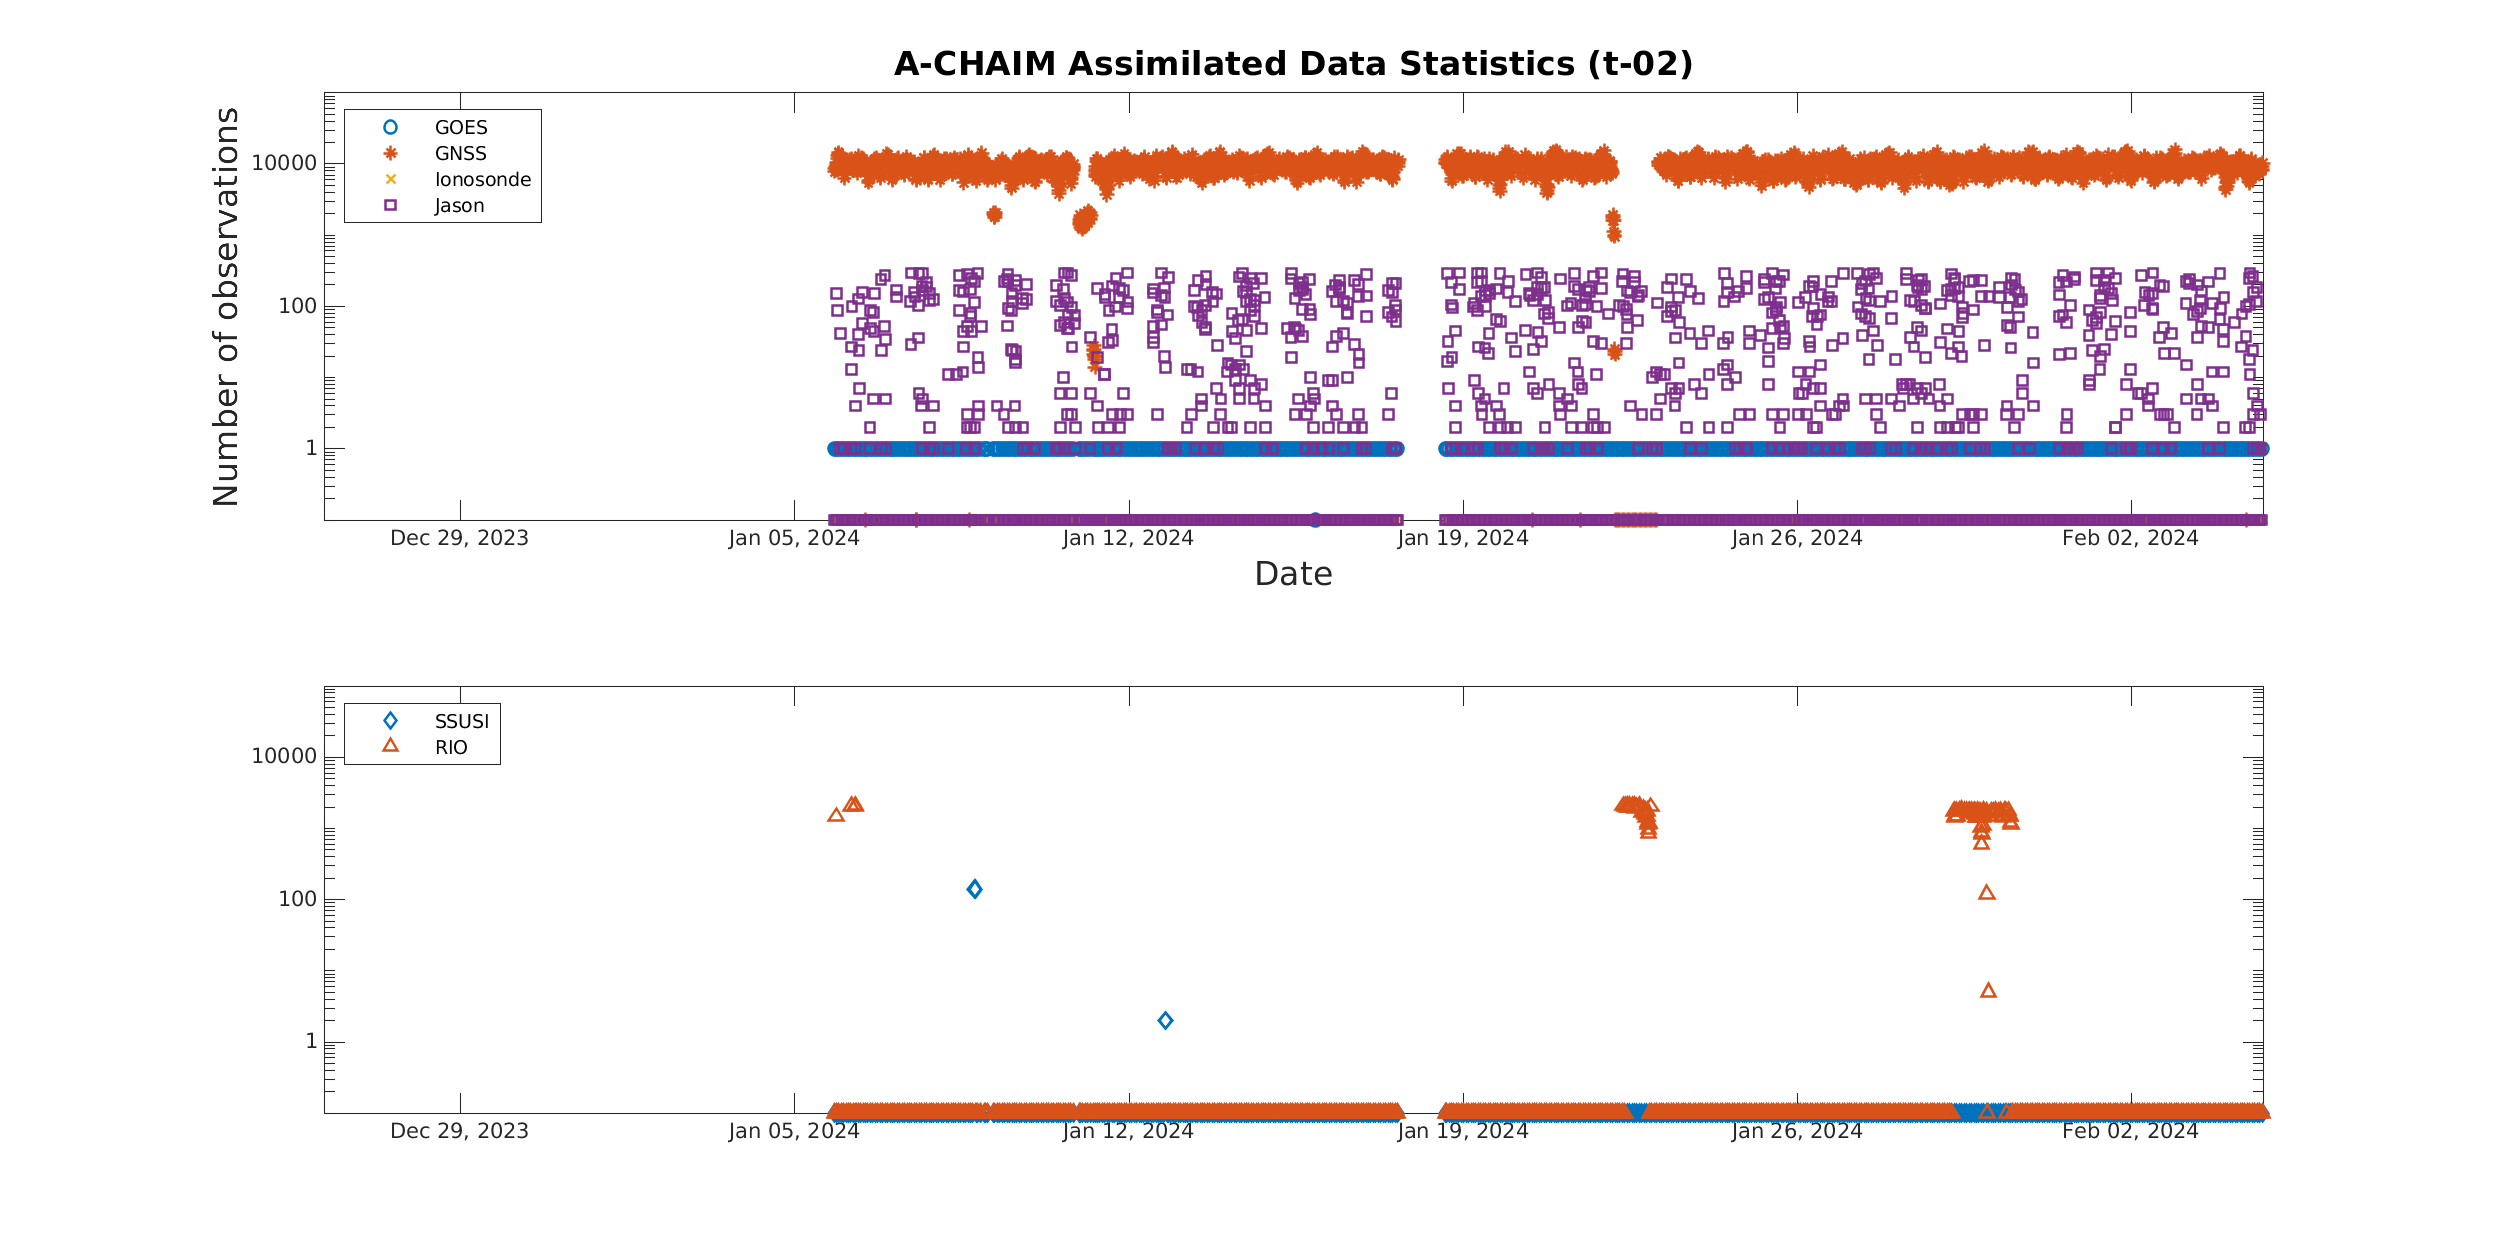 A-CHAIM Assimilated Data Statistics (t-02)
Number of observations
10000
100
1
GOES
GNSS
Ionosonde
Jason
Dec 29, 2023
Jan 05, 2024
Jan 12, 2024
Jan 19, 2024
Jan 26, 2024
Feb 02, 2024
Date
10000
100
1
SSUSI
RIO
Dec 29, 2023
Jan 05, 2024
Jan 12, 2024
Jan 19, 2024
Jan 26, 2024
Feb 02, 2024